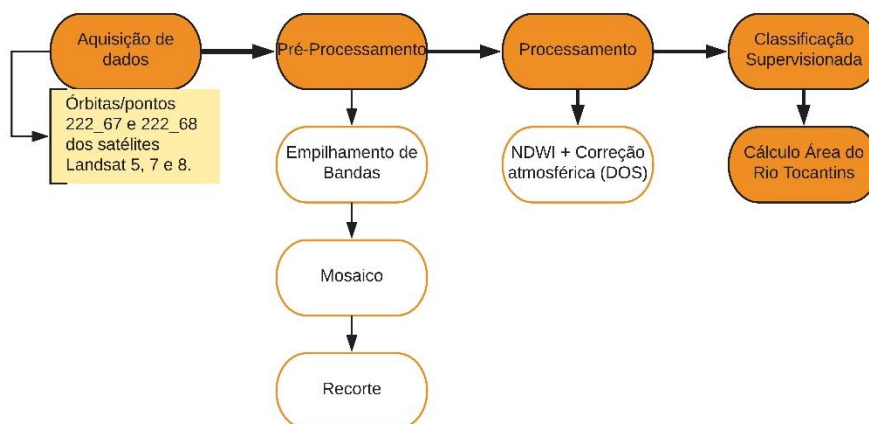 Aquisição de
dados
Pré-Processamento
Processamento
Classificação
Supervisionada
Órbitas/pontos
222_67 e 222_68
dos satélites
Landsat 5, 7 e 8.
Empilhamento de
Bandas
NDWI + Correção
atmosférica (DOS)
Cálculo Área do
Rio Tocantins
Mosaico
Recorte